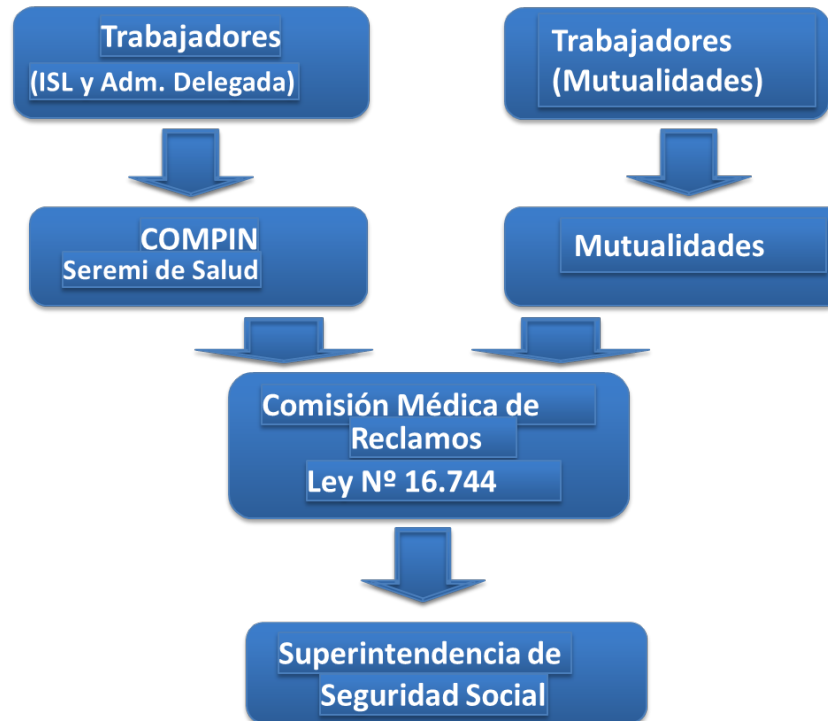 Trabajadores
(ISL y Adm. Delegada)
Trabajadores
(Mutualidades)
COMPIN
Seremi de Salud
Mutualidades
Comisión Médica de
Reclamos
Ley Nº 16.744
Superintendencia de
Seguridad Social